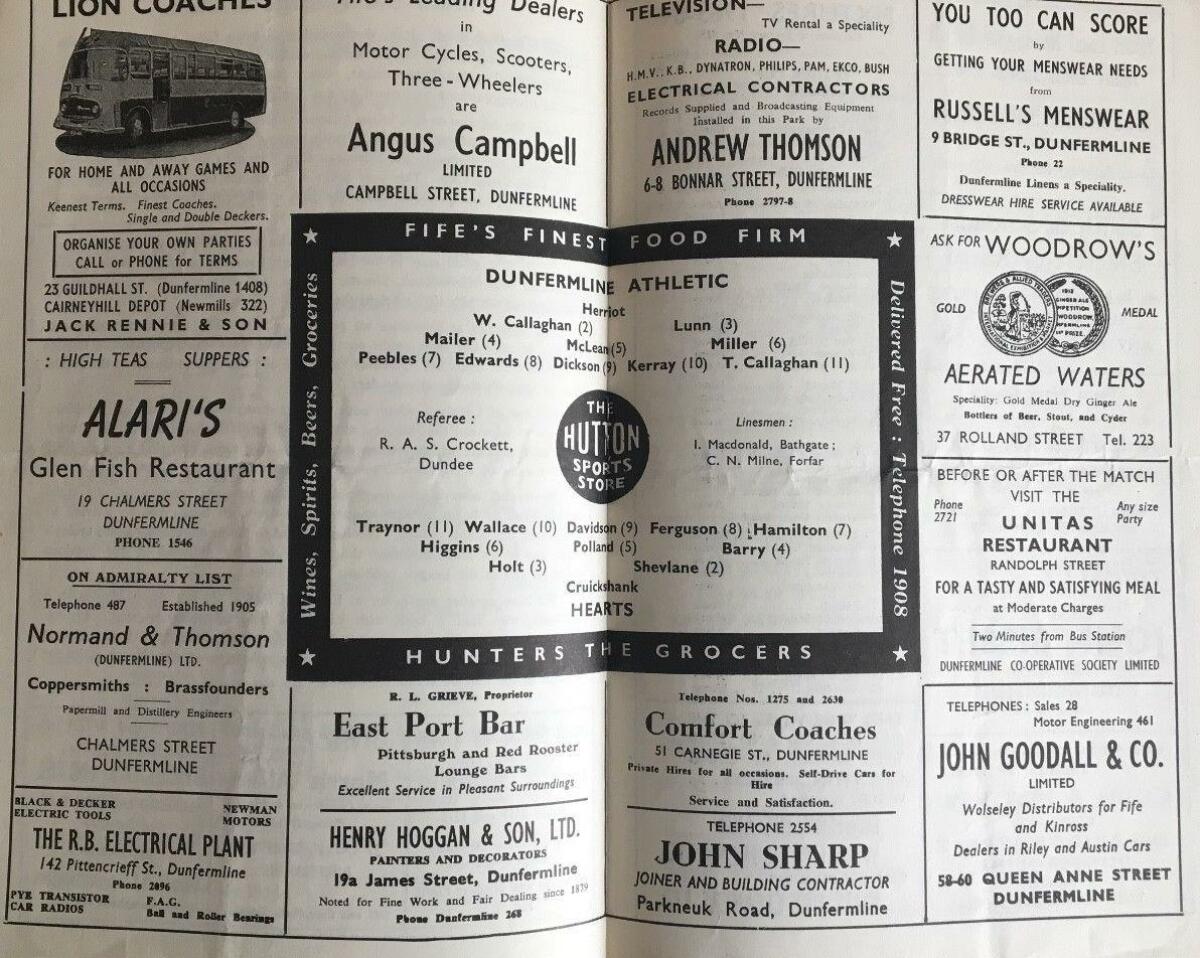 LION COACHES
FOR HOME AND AWAY GAMES AND
ALL OCCASIONS
Keenest Terms. Finest Coaches.
Single and Double Deckers.
ORGANISE YOUR OWN PARTIES
CALL or PHONE for TERMS
23 GUILDHALL ST. (Dunfermline 1408)
CAIRNEYHILL DEPOT (Newmills 322)
JACK RENNIE & SON
: HIGH TEAS SUPPERS :
ALARI'S
Glen Fish Restaurant
19 CHALMERS STREET
DUNFERMLINE
PHONE 1546
ON ADMIRALTY LIST
Telephone 487 Established 1905
Normand & Thomson
(DUNFERMLINE) LTD.
Coppersmiths : Brassfounders
Papermill and Distillery Engineers
CHALMERS STREET
DUNFERMLINE
BLACK & DECKER
ELECTRIC TOOLS
NEWMAN
MOTORS
THE R.B. ELECTRICAL PLANT
142 Pittencrieff St., Dunfermline
Phone 2096
PYE TRANSISTOR
CAR RADIOS
F.A.G.
Ball and Roller Bearings
Fife's Leading Dealers
in
Motor Cycles, Scooters,
Three-Wheelers
are
Angus Campbell
LIMITED
CAMPBELL STREET, DUNFERMLINE
TELEVISION—
TV Rental a Speciality
RADIO—
H.M.V., K.B., DYNATRON, PHILIPS, PAM, EKCO, BUSH
ELECTRICAL CONTRACTORS
Records Supplied and Broadcasting Equipment
Installed in this Park by
ANDREW THOMSON
6-8 BONNAR STREET, DUNFERMLINE
Phone 2797-8
FIFE'S FINEST FOOD FIRM
Wines, Spirits, Beers, Groceries
DUNFERMLINE ATHLETIC
Herriot
W. Callaghan (2) Lunn (3)
Mailer (4) McLean (5) Miller (6)
Peebles (7) Edwards (8) Dickson (9) Kerray (10) T. Callaghan (11)
Referee :
R. A. S. Crockett,
Dundee
THE
HUTTON
SPORTS
STORE
Linesmen :
I. Macdonald, Bathgate ;
C. N. Milne, Forfar
Traynor (11) Wallace (10) Davidson (9) Ferguson (8) Hamilton (7)
Higgins (6) Polland (5) Barry (4)
Holt (3) Shevlane (2)
Cruickshank
HEARTS
Delivered Free : Telephone 1908
HUNTERS THE GROCERS
R. L. GRIEVE, Proprietor
East Port Bar
Pittsburgh and Red Rooster
Lounge Bars
Excellent Service in Pleasant Surroundings
HENRY HOGGAN & SON, LTD.
PAINTERS AND DECORATORS
19a James Street, Dunfermline
Noted for Fine Work and Fair Dealing since 1879
Phone Dunfermline 268
Telephone Nos. 1275 and 2630
Comfort Coaches
51 CARNEGIE ST., DUNFERMLINE
Private Hires for all occasions. Self-Drive Cars for
Hire
Service and Satisfaction.
TELEPHONE 2554
JOHN SHARP
JOINER AND BUILDING CONTRACTOR
Parkneuk Road, Dunfermline
YOU TOO CAN SCORE
by
GETTING YOUR MENSWEAR NEEDS
from
RUSSELL'S MENSWEAR
9 BRIDGE ST., DUNFERMLINE
Phone 22
Dunfermline Linens a Speciality.
DRESSWEAR HIRE SERVICE AVAILABLE
ASK FOR WOODROW'S
GOLD MEDAL
AERATED WATERS
Speciality: Gold Medal Dry Ginger Ale
Bottlers of Beer, Stout, and Cyder
37 ROLLAND STREET Tel. 223
BEFORE OR AFTER THE MATCH
VISIT THE
Phone
2721
Any size
Party
UNITAS
RESTAURANT
RANDOLPH STREET
FOR A TASTY AND SATISFYING MEAL
at Moderate Charges
Two Minutes from Bus Station
DUNFERMLINE CO-OPERATIVE SOCIETY LIMITED
TELEPHONES : Sales 28
Motor Engineering 461
JOHN GOODALL & CO.
LIMITED
Wolseley Distributors for Fife
and Kinross
Dealers in Riley and Austin Cars
58-60 QUEEN ANNE STREET
DUNFERMLINE